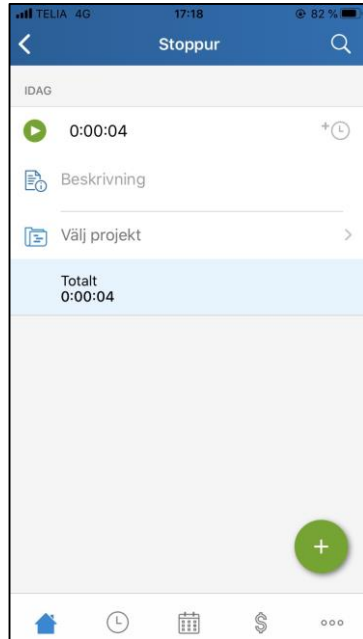 TELIA 4G 17:18 82 %
Stoppur
IDAG
0:00:04
Beskrivning
Välj projekt
Totalt
0:00:04